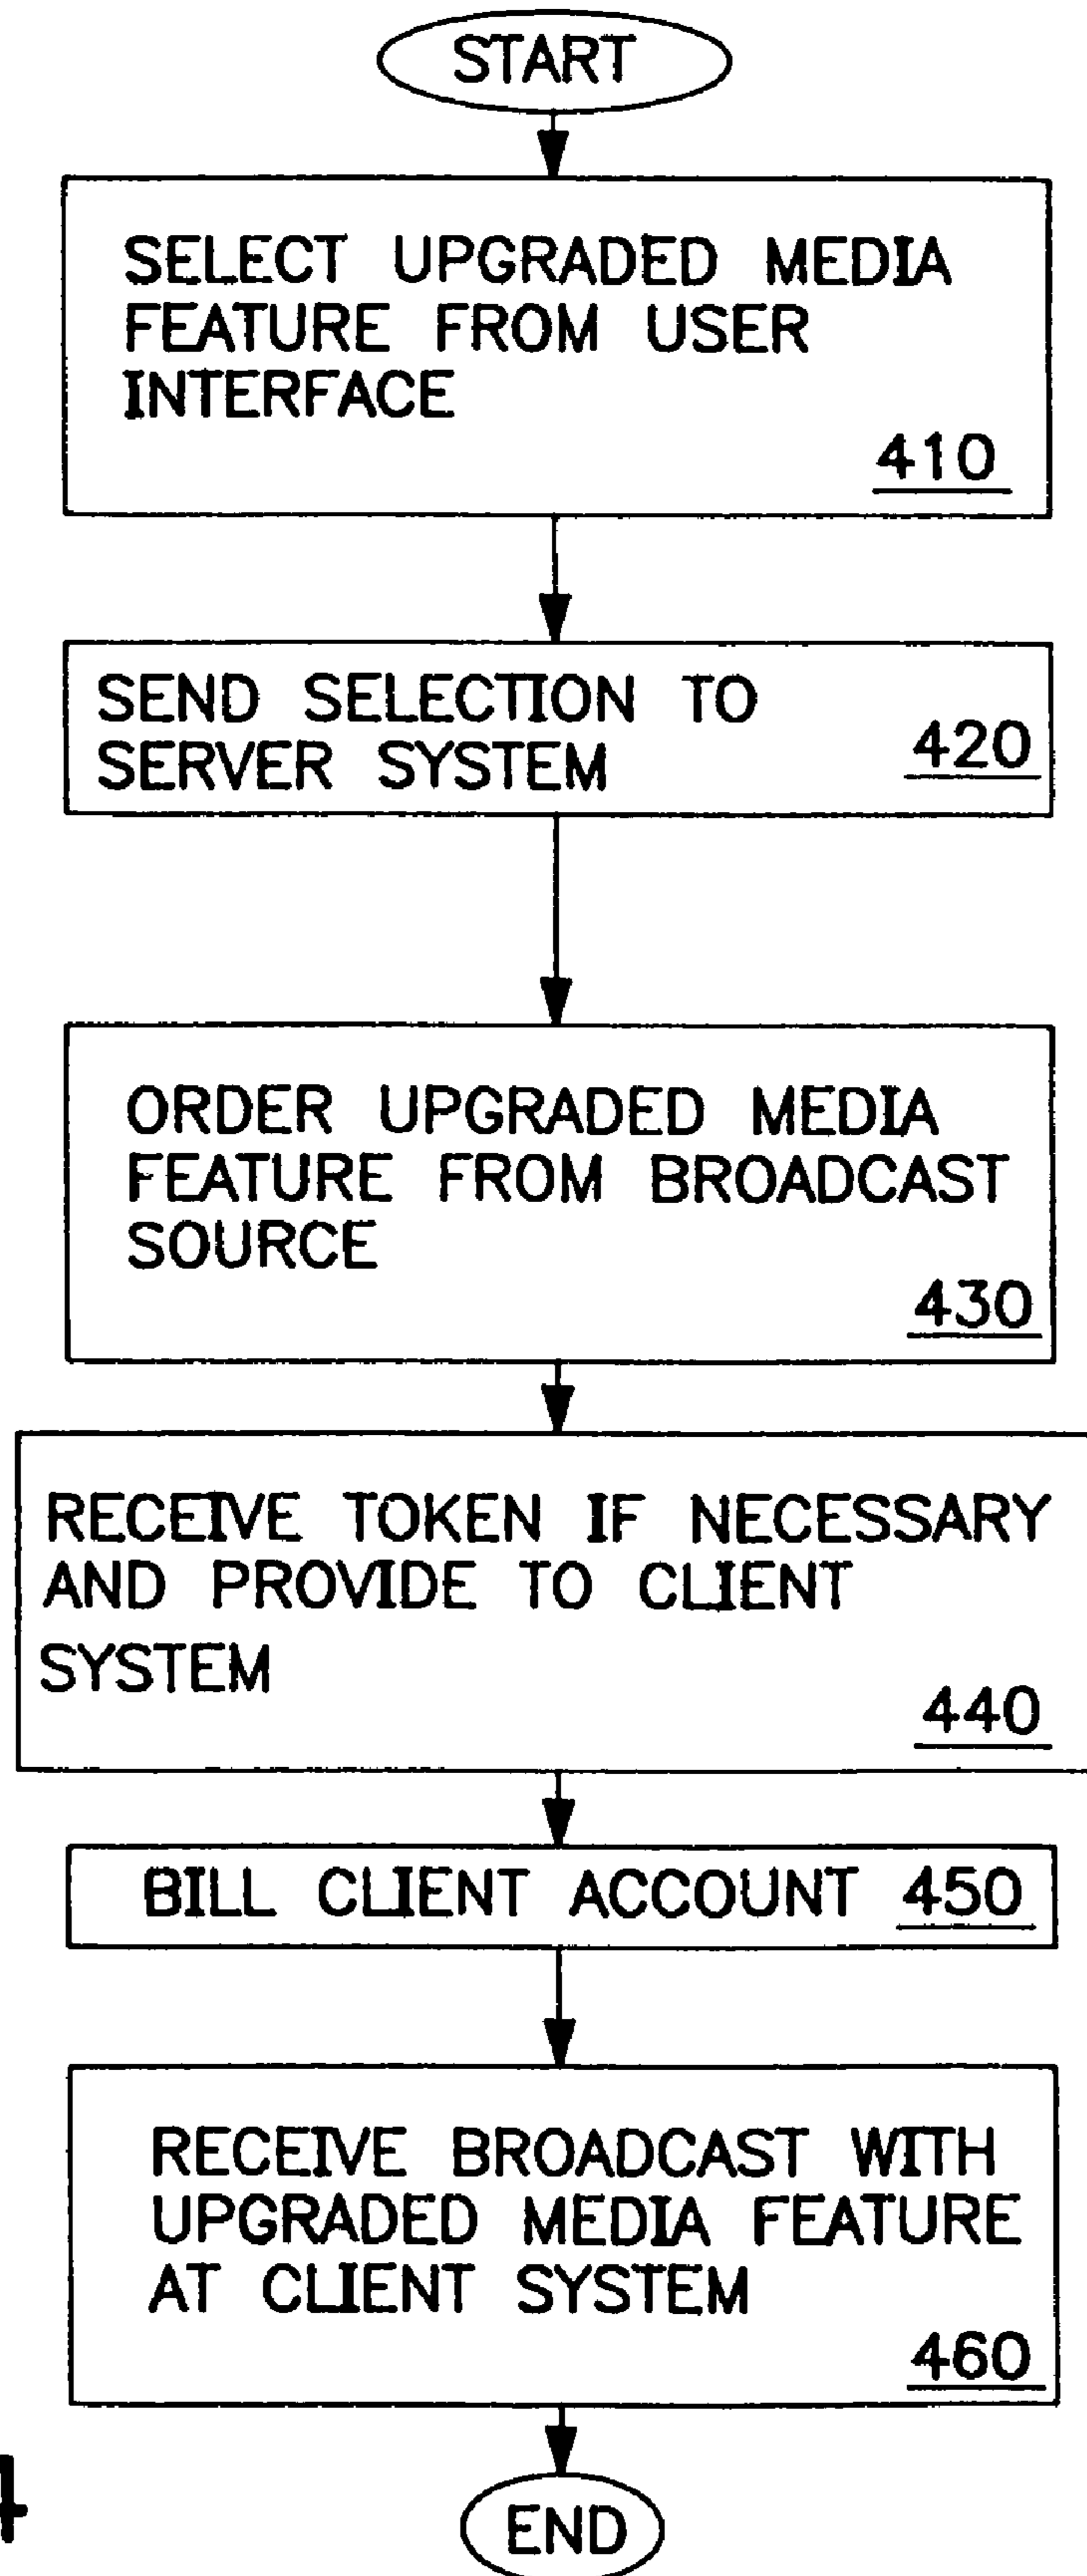 START
SELECT UPGRADED MEDIA
FEATURE FROM USER
INTERFACE
410
SEND SELECTION TO
SERVER SYSTEM
420
ORDER UPGRADED MEDIA
FEATURE FROM BROADCAST
SOURCE
430
RECEIVE TOKEN IF NECESSARY
AND PROVIDE TO CLIENT
SYSTEM
440
BILL CLIENT ACCOUNT 450
RECEIVE BROADCAST WITH
UPGRADED MEDIA FEATURE
AT CLIENT SYSTEM
460
4
END